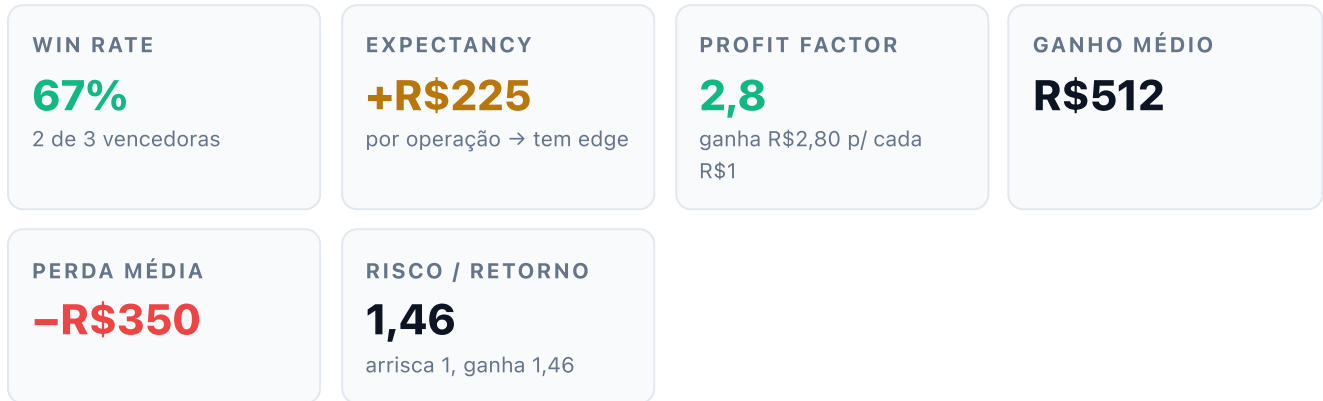 WIN RATE
67%
2 de 3 vencedoras
EXPECTANCY
+R$225
por operação → tem edge
PROFIT FACTOR
2,8
ganha R$2,80 p/ cada
R$1
GANHO MÉDIO
R$512
PERDA MÉDIA
–R$350
RISCO / RETORNO
1,46
arrisca 1, ganha 1,46